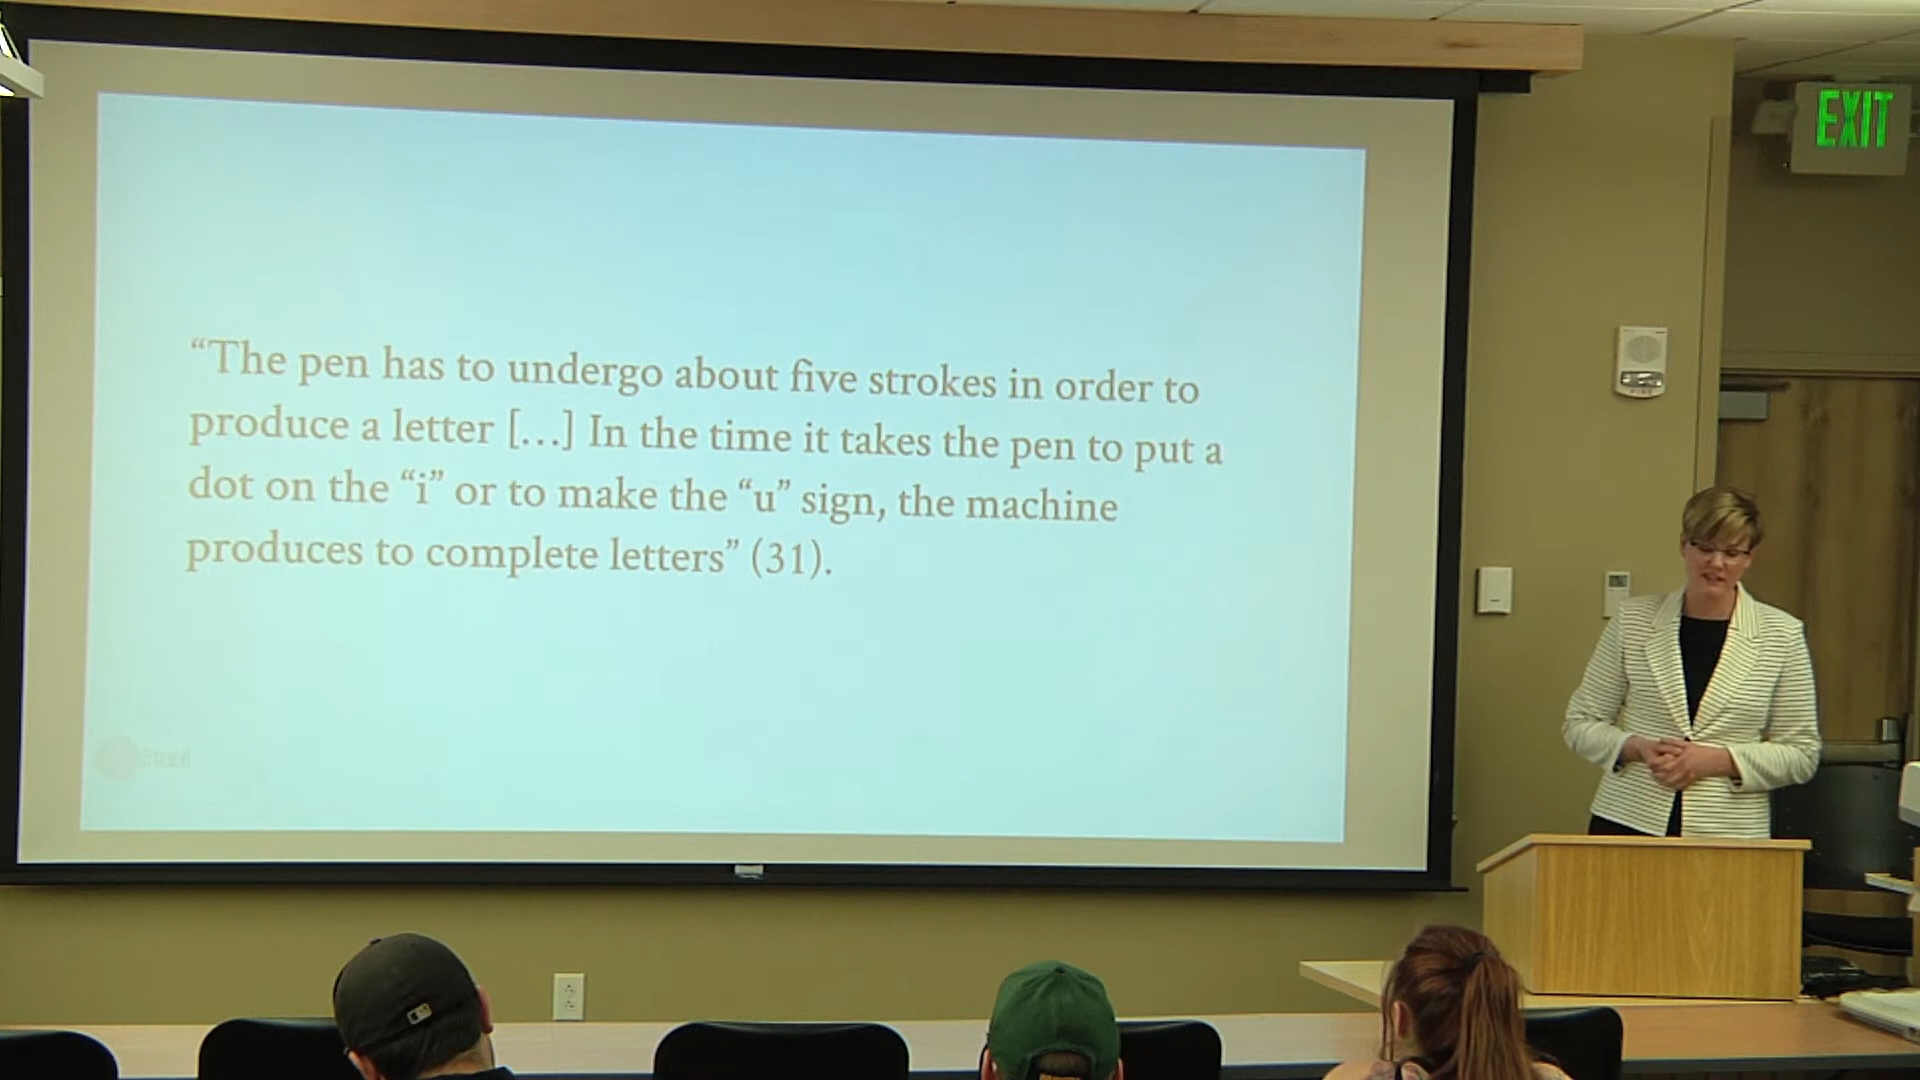 EXIT
“The pen has to undergo about five strokes in order to
produce a letter [...] In the time it takes the pen to put a
dot on the “i” or to make the “u” sign, the machine
produces to complete letters” (31).